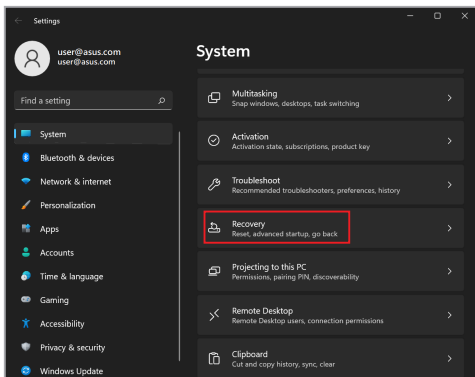 Settings
user@asus.com
user@asus.com
Find a setting
System
Bluetooth & devices
Network & internet
Personalization
Apps
Accounts
Time & language
Gaming
Accessibility
Privacy & security
Windows Update
System
Multitasking
Snap windows, desktops, task switching
Activation
Activation state, subscriptions, product key
Troubleshoot
Recommended troubleshooters, preferences, history
Recovery
Reset, advanced startup, go back
Projecting to this PC
Permissions, pairing PIN, discoverability
Remote Desktop
Remote Desktop users, connection permissions
Clipboard
Cut and copy history, sync, clear